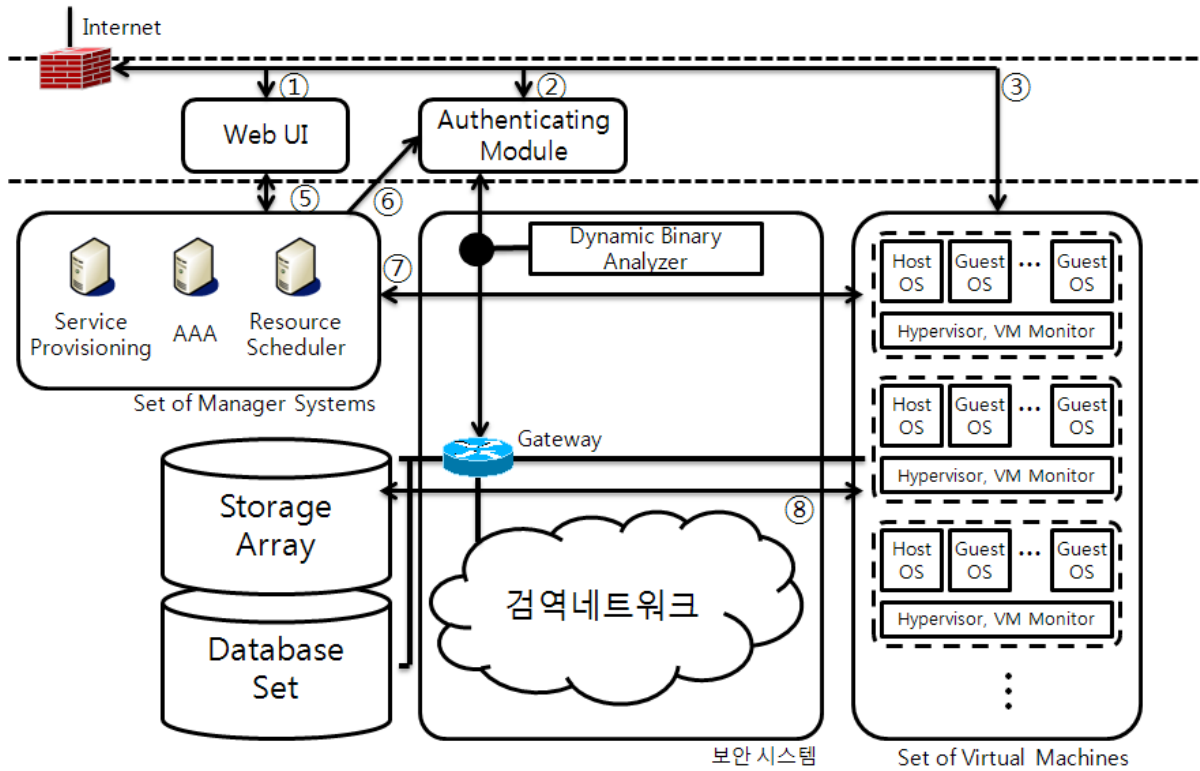 Internet
①
②
③
Web UI
Authenticating
Module
⑤
⑥
Service
Provisioning
AAA
Resource
Scheduler
Set of Manager Systems
Dynamic Binary
Analyzer
⑦
Gateway
⑧
Storage
Array
Database
Set
검역네트워크
보안 시스템
Host
OS
Guest
OS
...
Guest
OS
Hypervisor, VM Monitor
Host
OS
Guest
OS
...
Guest
OS
Hypervisor, VM Monitor
Host
OS
Guest
OS
...
Guest
OS
Hypervisor, VM Monitor
Set of Virtual Machines